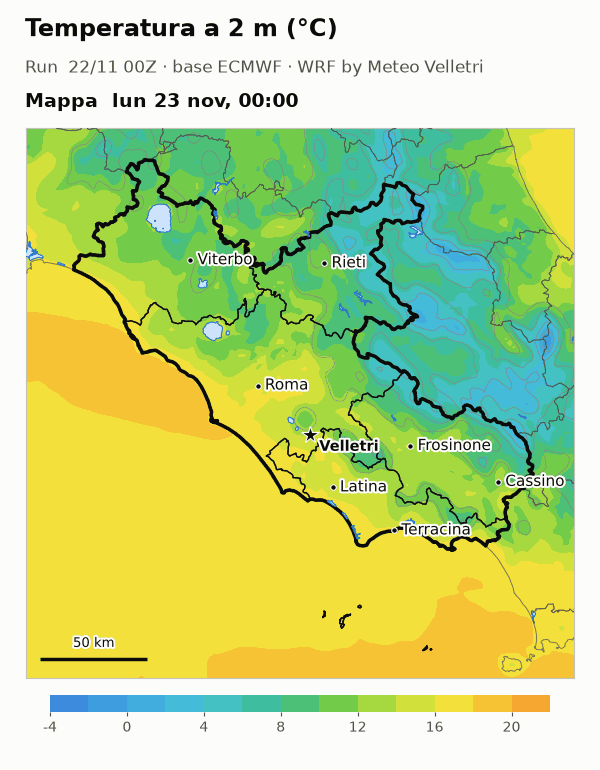 Temperatura a 2 m (°C)
Run  22/11 00Z · base ECMWF · WRF by Meteo Velletri
Mappa  lun 23 nov, 00:00
Viterbo
Rieti
Roma
Velletri
Frosinone
Cassino
Latina
Terracina
50 km
-4 0 4 8 12 16 20